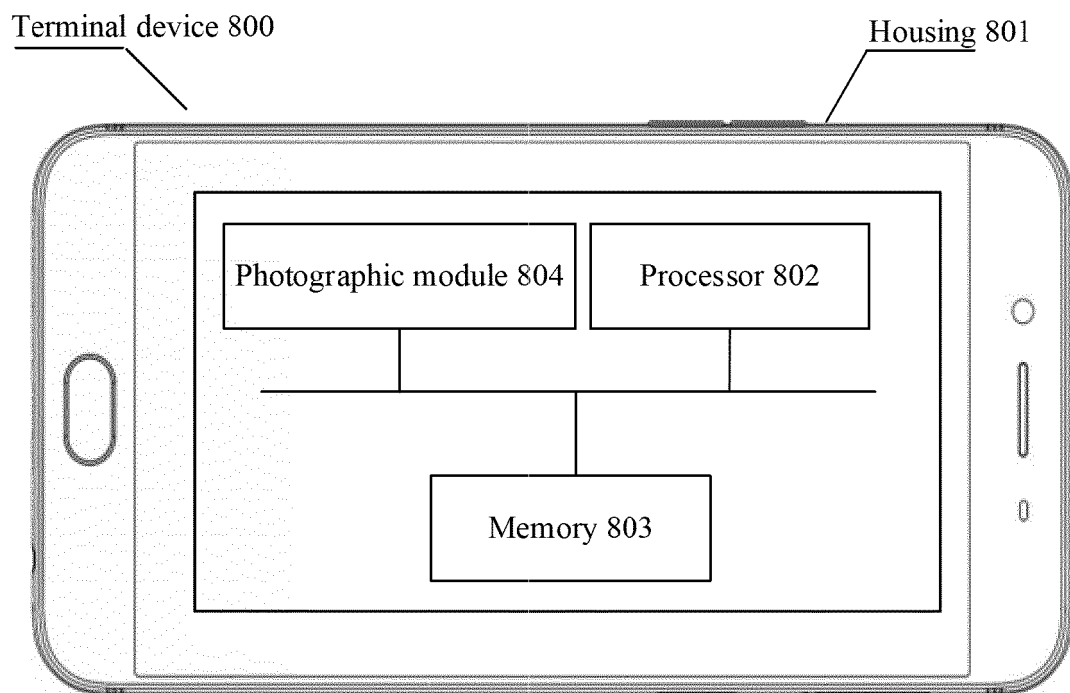 Terminal device 800
Housing 801
Photographic module 804
Processor 802
Memory 803